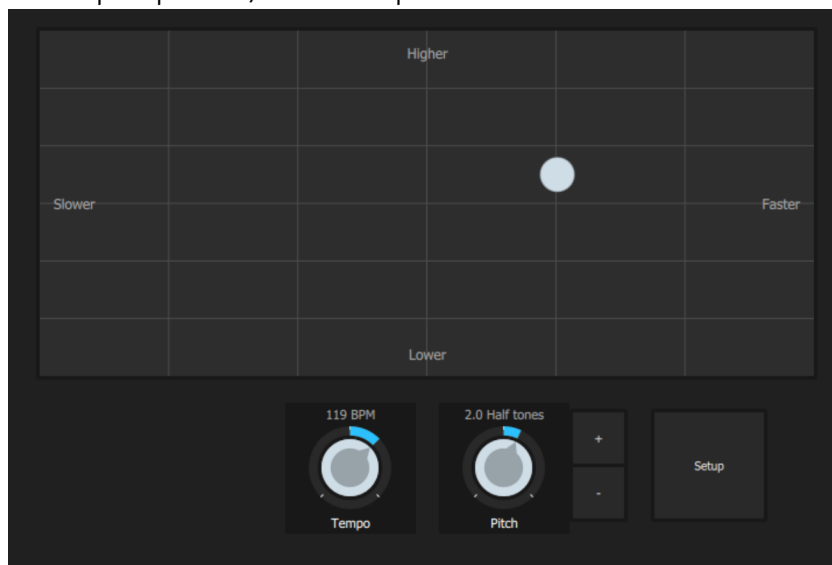 Higher
Slower
Faster
Lower
119 BPM
2.0 Half tones
+
Setup
-
Tempo
Pitch